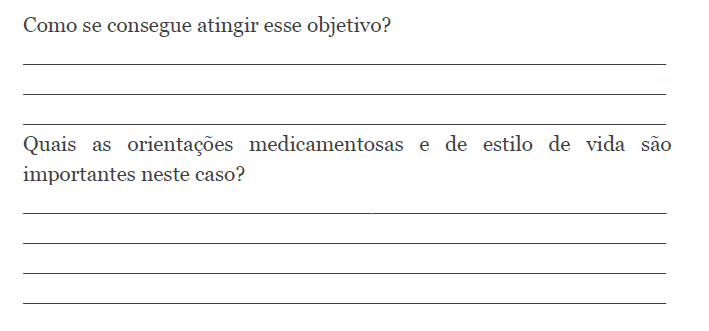 Como se consegue atingir esse objetivo?
Quais as orientações medicamentosas e de estilo de vida são
importantes neste caso?